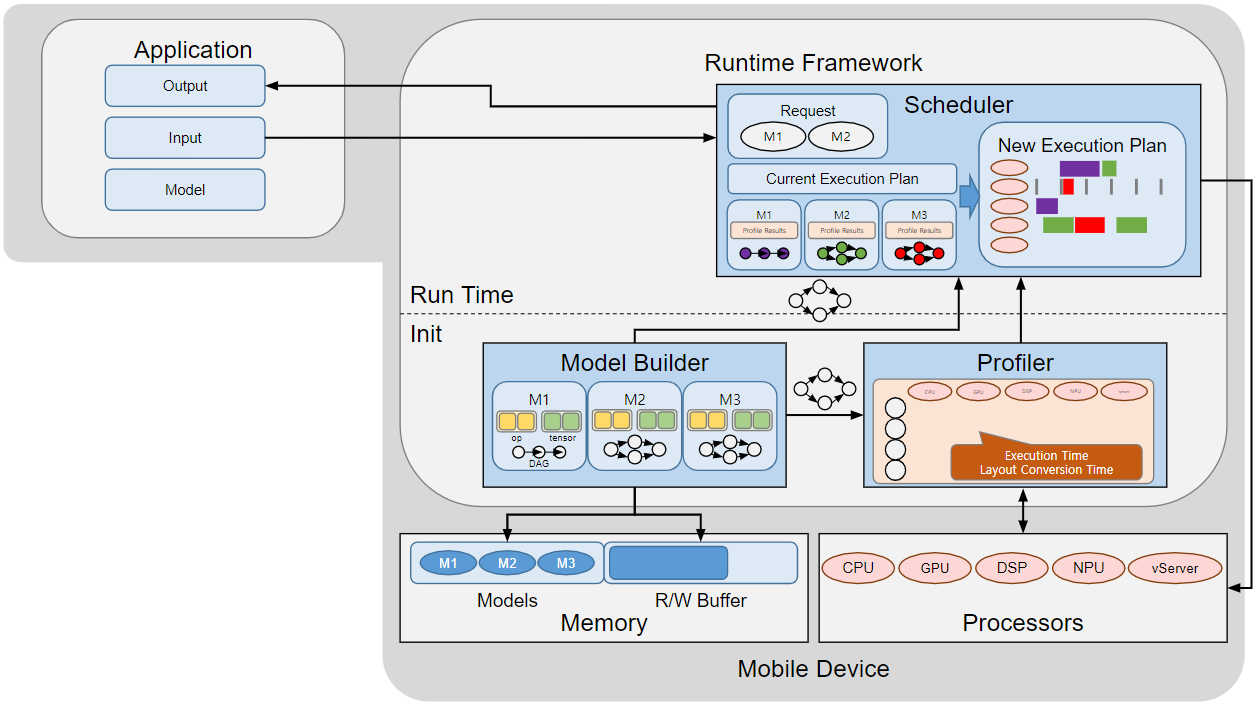 Application
Output
Input
Model
Runtime Framework
Scheduler
Request
M1
M2
Current Execution Plan
M1
Profile Results
M2
Profile Results
M3
Profile Results
New Execution Plan
Run Time
Init
Model Builder
M1
op
tensor
DAG
M2
M3
Profiler
CPU
GPU
DSP
NPU
server
Execution Time
Layout Conversion Time
M1
M2
M3
Models
R/W Buffer
Memory
CPU
GPU
DSP
NPU
vServer
Processors
Mobile Device